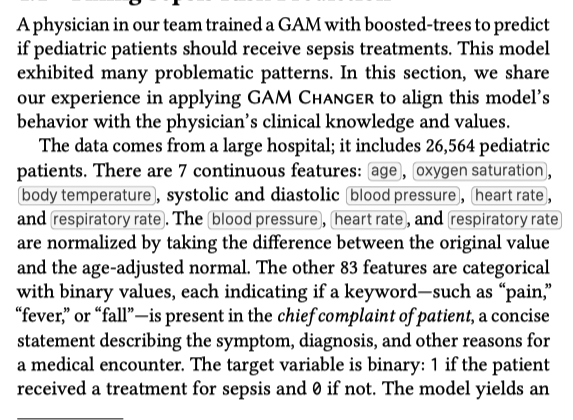 A physician in our team trained a GAM with boosted-trees to predict
if pediatric patients should receive sepsis treatments. This model
exhibited many problematic patterns. In this section, we share
our experience in applying GAM CHANGER to align this model's
behavior with the physician's clinical knowledge and values.
The data comes from a large hospital; it includes 26,564 pediatric
patients. There are 7 continuous features: age, oxygen saturation,
body temperature, systolic and diastolic blood pressure, heart rate,
and respiratory rate. The blood pressure, heart rate, and respiratory rate
are normalized by taking the difference between the original value
and the age-adjusted normal. The other 83 features are categorical
with binary values, each indicating if a keyword—such as “pain,”
“fever,” or “fall”—is present in the chief complaint of patient, a concise
statement describing the symptom, diagnosis, and other reasons for
a medical encounter. The target variable is binary: 1 if the patient
received a treatment for sepsis and 0 if not. The model yields an